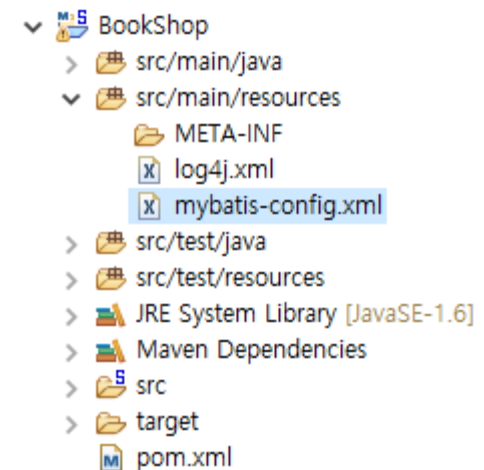 BookShop
src/main/java
src/main/resources
META-INF
log4j.xml
mybatis-config.xml
src/test/java
src/test/resources
JRE System Library [JavaSE-1.6]
Maven Dependencies
src
target
pom.xml